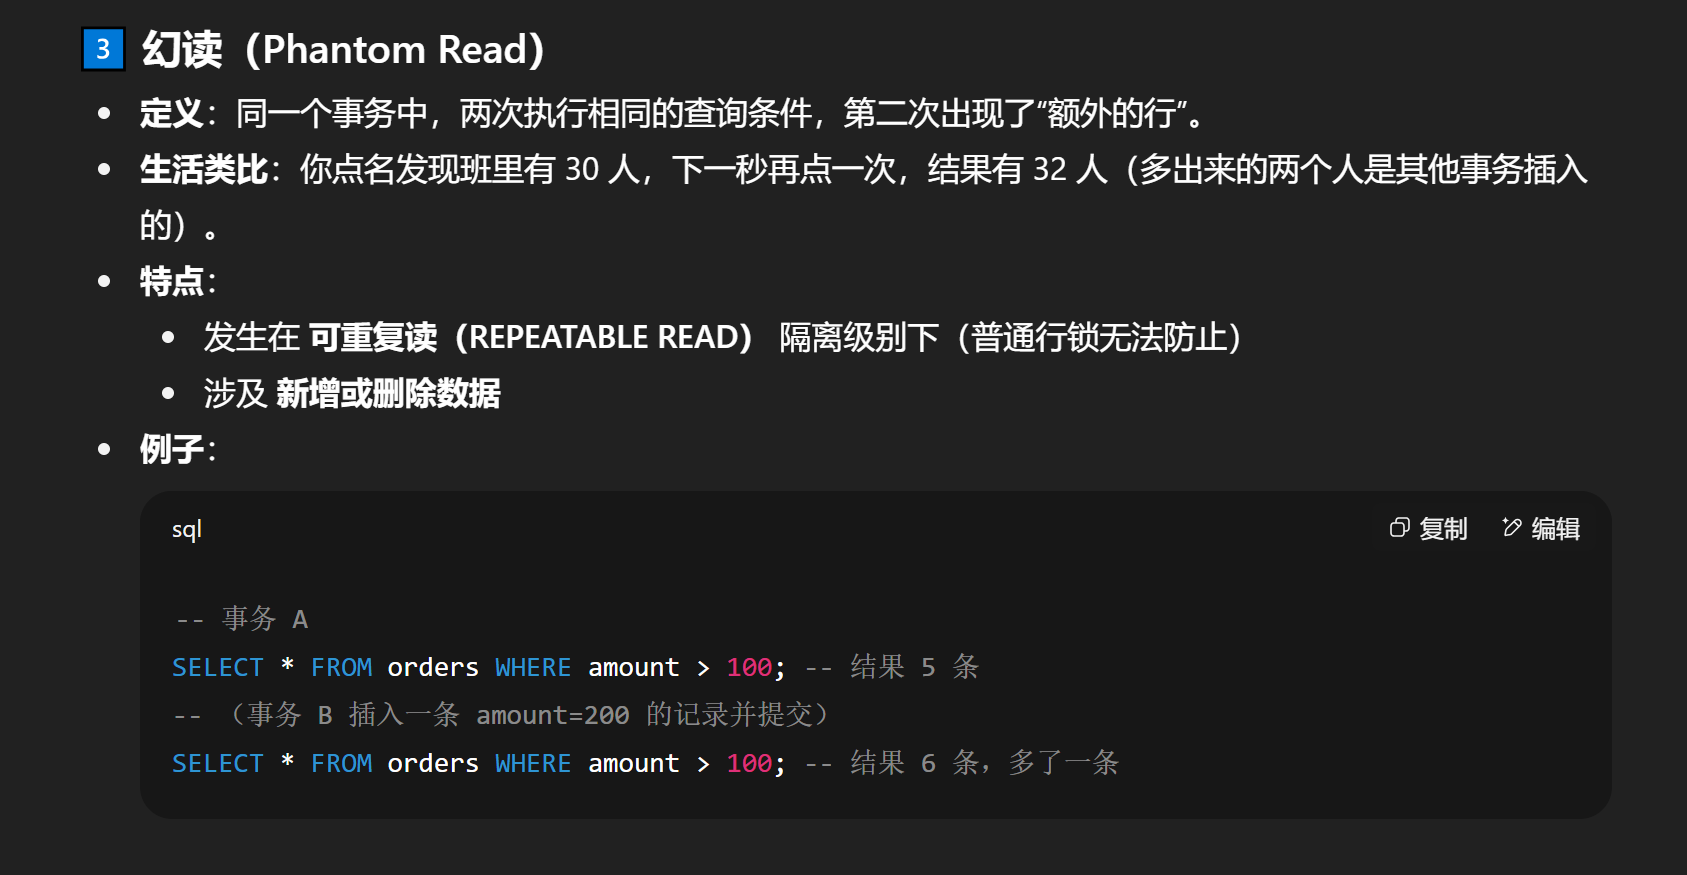 3 幻读（Phantom Read）
• 定义：同一个事务中，两次执行相同的查询条件，第二次出现了“额外的行”。
• 生活类比：你点名发现班里有 30 人，下一秒再点一次，结果有 32 人（多出来的两个人是其他事务插入
的）。
• 特点：
• 发生在 可重复读（REPEATABLE READ） 隔离级别下（普通行锁无法防止）
• 涉及 新增或删除数据
• 例子：
sql 复制 编辑
-- 事务 A
SELECT * FROM orders WHERE amount > 100; -- 结果 5 条
-- （事务 B 插入一条 amount=200 的记录并提交）
SELECT * FROM orders WHERE amount > 100; -- 结果 6 条，多了一条